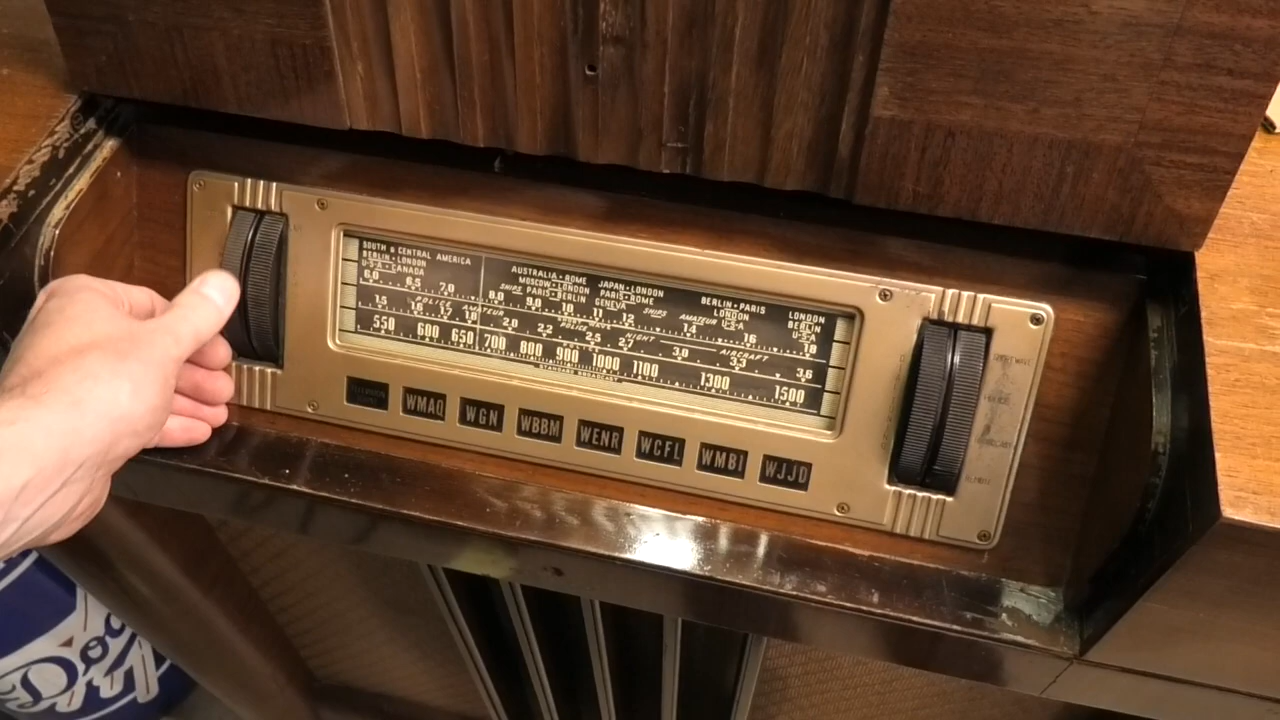 SOUTH & CENTRAL AMERICA
BERLIN • LONDON
U•S•A • CANADA
AUSTRALIA • ROME
MOSCOW • LONDON
PARIS • BERLIN
JAPAN • LONDON
PARIS • ROME
GENEVA
BERLIN • PARIS
LONDON
U•S•A
LONDON
BERLIN
U•S•A
SHIPS SHIPS AMATEUR
6.0 6.5 7.0 8.0 9.0 10 11 12 14 16 18
POLICE POLICE AIRCRAFT
1.5 1.6 1.7 1.8 2.0 2.2 2.5 2.7 3.0 3.3 3.6
550 600 650 700 800 900 1000 1100 1300 1500
STANDARD BROADCAST
WMAQ WGN WBBM WENR WCFL WMBI WJJD